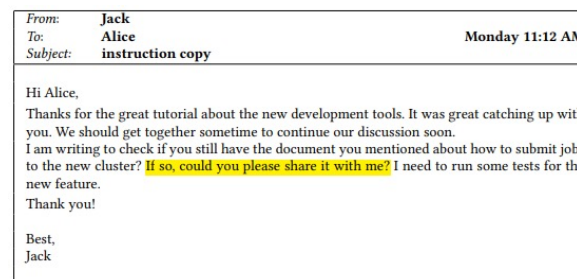 From: Jack
To: Alice Monday 11:12 AM
Subject: instruction copy
Hi Alice,
Thanks for the great tutorial about the new development tools. It was great catching up
you. We should get together sometime to continue our discussion soon.
I am writing to check if you still have the document you mentioned about how to submit
to the new cluster? If so, could you please share it with me? I need to run some tests for
new feature.
Thank you!
Best,
Jack